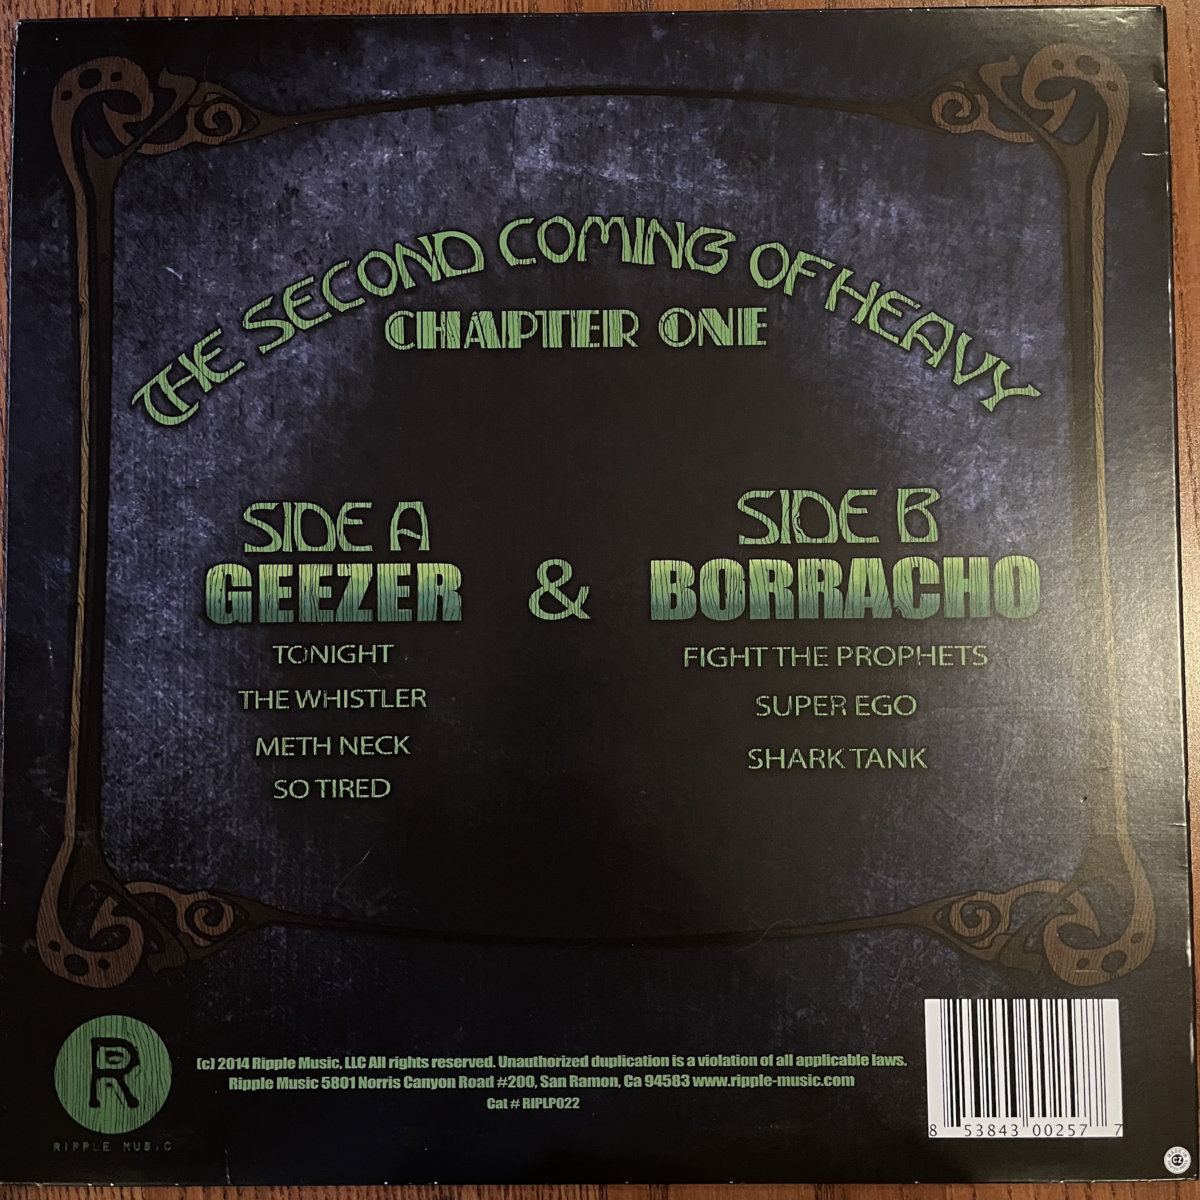 THE SECOND COMING OF HEAVY
CHAPTER ONE
SIDE A
GEEZER
TONIGHT
THE WHISTLER
METH NECK
SO TIRED
&
SIDE B
BORRACHO
FIGHT THE PROPHETS
SUPER EGO
SHARK TANK
R
RIPPLE MUSIC
(c) 2014 Ripple Music, LLC All rights reserved. Unauthorized duplication is a violation of all applicable laws.
Ripple Music 5801 Norris Canyon Road #200, San Ramon, Ca 94583 www.ripple-music.com
Cat # RIPLP022
8 53843 00257 7
CZ